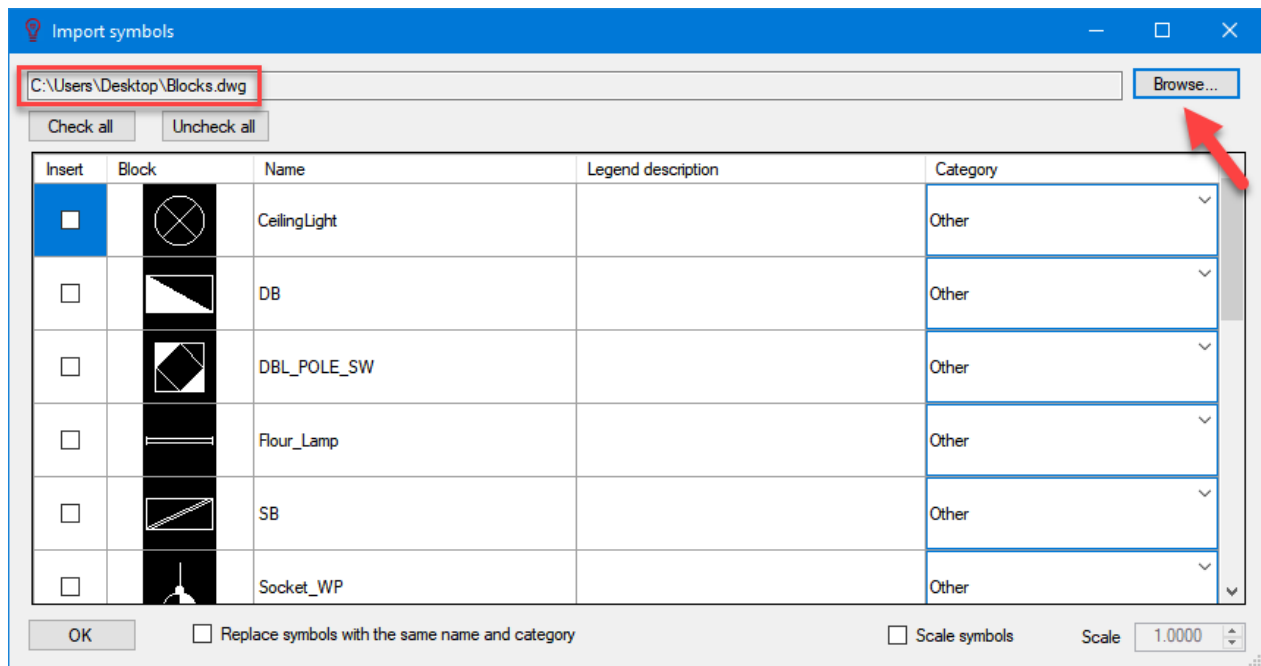 Import symbols
C:\Users\Desktop\Blocks.dwg
Browse...
Check all
Uncheck all
Insert Block Name Legend description Category
CeilingLight Other
DB Other
DBL_POLE_SW Other
Flour_Lamp Other
SB Other
Socket_WP Other
OK Replace symbols with the same name and category Scale symbols Scale 1.0000